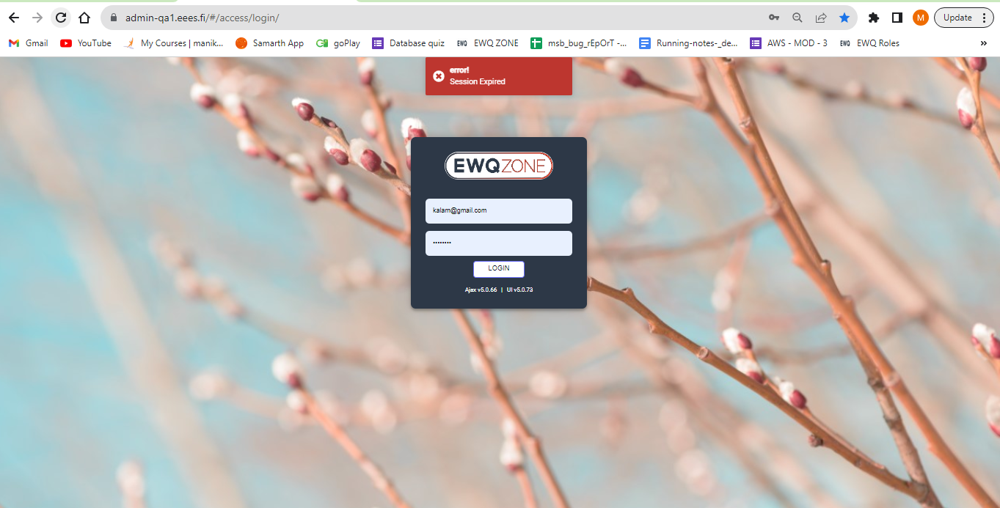 admin-qa1.eees.fi/#/access/login/
M
Update
Gmail
YouTube
My Courses | manik...
Samarth App
goPlay
Database quiz
EWQ EWQ ZONE
msb_bug_rEpOrT -...
Running-notes-_de...
AWS - MOD - 3
EWQ EWQ Roles
»
error!
Session Expired
EWQZONE
kalam@gmail.com
••••••••
LOGIN
Ajax v5.0.66 | UI v5.0.73